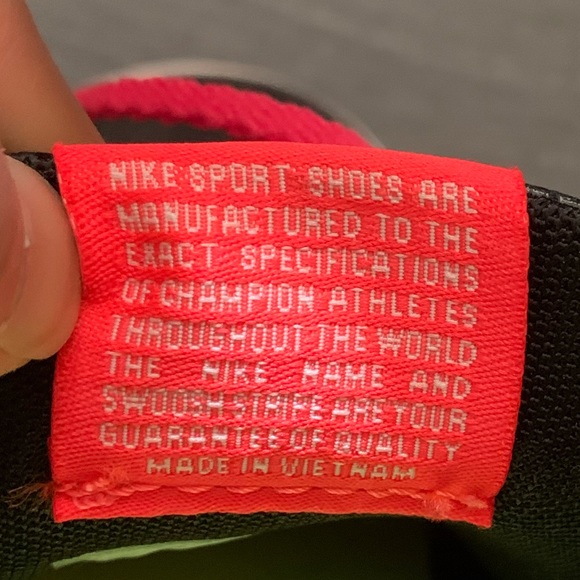 NIKE SPORT SHOES ARE
MANUFACTURED TO THE
EXACT SPECIFICATIONS
OF CHAMPION ATHLETES
THROUGHOUT THE WORLD
THE NIKE NAME AND
SWOOSH STRIPE ARE YOUR
GUARANTEE OF QUALITY
MADE IN VIETNAM